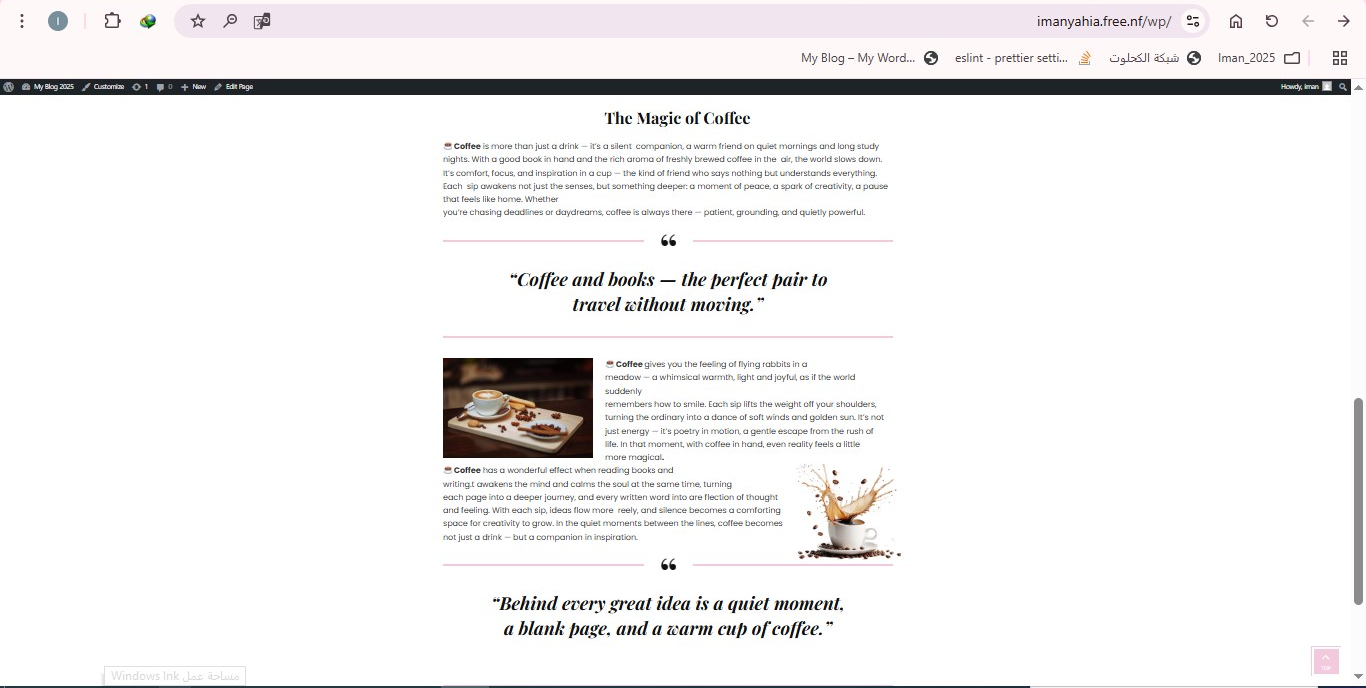 imanyahia.free.nf/wp/
My Blog – My Word...
eslint - prettier setti...
شبكة الكحلوت
Iman_2025
My Blog 2025 Customize 1 0 New Edit Page
Howdy, iman
The Magic of Coffee
☕ Coffee is more than just a drink — it's a silent companion, a warm friend on quiet mornings and long study
nights. With a good book in hand and the rich aroma of freshly brewed coffee in the air, the world slows down.
It's comfort, focus, and inspiration in a cup — the kind of friend who says nothing but understands everything.
Each sip awakens not just the senses, but something deeper: a moment of peace, a spark of creativity, a pause
that feels like home. Whether
you're chasing deadlines or daydreams, coffee is always there — patient, grounding, and quietly powerful.
“Coffee and books — the perfect pair to
travel without moving.”
☕ Coffee gives you the feeling of flying rabbits in a
meadow — a whimsical warmth, light and joyful, as if the world
suddenly
remembers how to smile. Each sip lifts the weight off your shoulders,
turning the ordinary into a dance of soft winds and golden sun. It's not
just energy — it's poetry in motion, a gentle escape from the rush of
life. In that moment, with coffee in hand, even reality feels a little
more magical.
☕ Coffee has a wonderful effect when reading books and
writing.t awakens the mind and calms the soul at the same time, turning
each page into a deeper journey, and every written word into are flection of thought
and feeling. With each sip, ideas flow more reely, and silence becomes a comforting
space for creativity to grow. In the quiet moments between the lines, coffee becomes
not just a drink — but a companion in inspiration.
“Behind every great idea is a quiet moment,
a blank page, and a warm cup of coffee.”
TOP
مساحة عمل Windows Ink